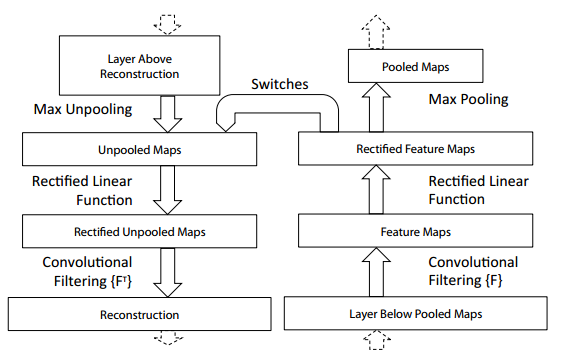 Layer Above
Reconstruction
Pooled Maps
Switches
Max Unpooling
Max Pooling
Unpooled Maps
Rectified Feature Maps
Rectified Linear
Function
Rectified Linear
Function
Rectified Unpooled Maps
Feature Maps
Convolutional
Filtering {Fᵀ}
Convolutional
Filtering {F}
Reconstruction
Layer Below Pooled Maps